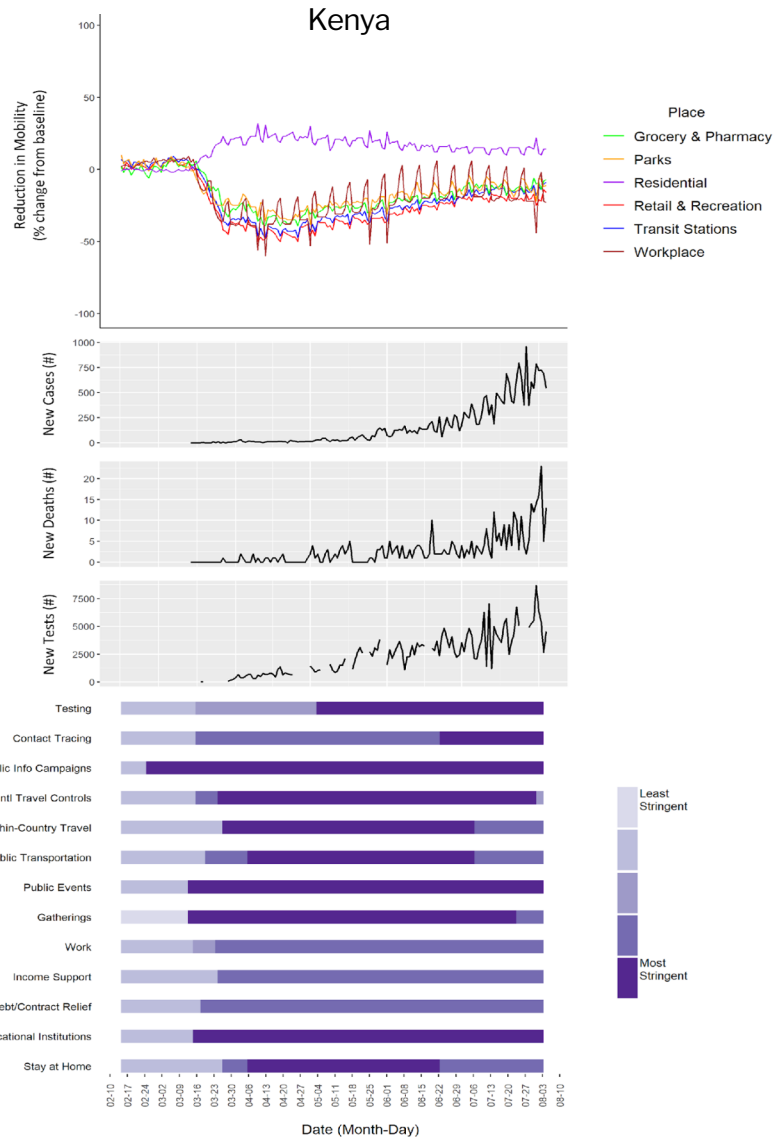 Kenya
Reduction in Mobility
(% change from baseline)
100
50
0
-50
-100
Place
Grocery & Pharmacy
Parks
Residential
Retail & Recreation
Transit Stations
Workplace
New Cases (#)
1000
750
500
250
0
New Deaths (#)
20
15
10
5
0
New Tests (#)
7500
5000
2500
0
Testing
Contact Tracing
lic Info Campaigns
ntl Travel Controls
hin-Country Travel
blic Transportation
Public Events
Gatherings
Work
Income Support
ebt/Contract Relief
cational Institutions
Stay at Home
Least
Stringent
Most
Stringent
02-10
02-17
02-24
03-02
03-09
03-16
03-23
03-30
04-06
04-13
04-20
04-27
05-04
05-11
05-18
05-25
06-01
06-08
06-15
06-22
06-29
07-06
07-13
07-20
07-27
08-03
08-10
Date (Month-Day)